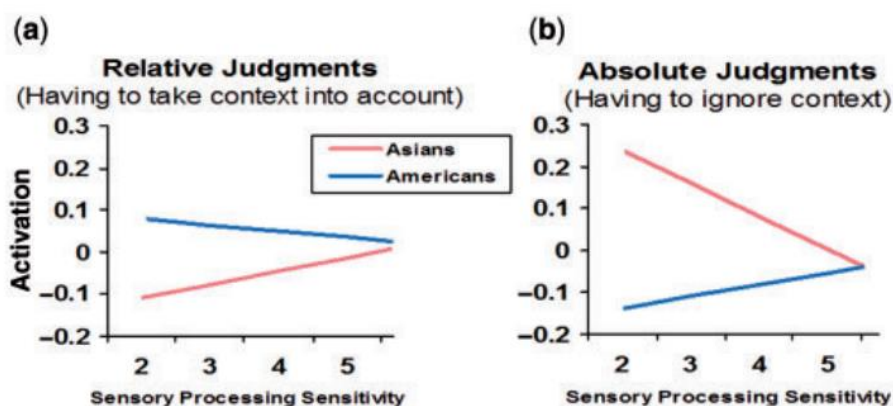 (a)
Relative Judgments
(Having to take context into account)
0.3
0.2
0.1
0
−0.1
−0.2
Activation
Asians
Americans
2 3 4 5
Sensory Processing Sensitivity
(b)
Absolute Judgments
(Having to ignore context)
0.3
0.2
0.1
0
−0.1
−0.2
2 3 4 5
Sensory Processing Sensitivity